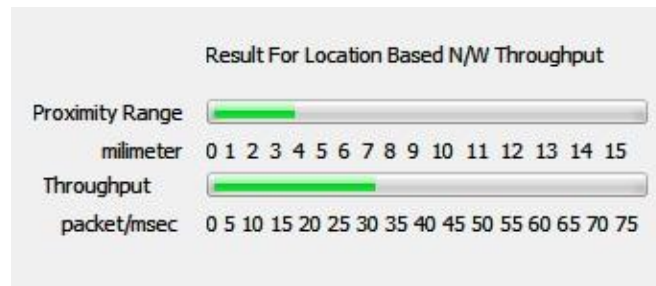 Result For Location Based N/W Throughput
Proximity Range
milimeter 0 1 2 3 4 5 6 7 8 9 10 11 12 13 14 15
Throughput
packet/msec 0 5 10 15 20 25 30 35 40 45 50 55 60 65 70 75